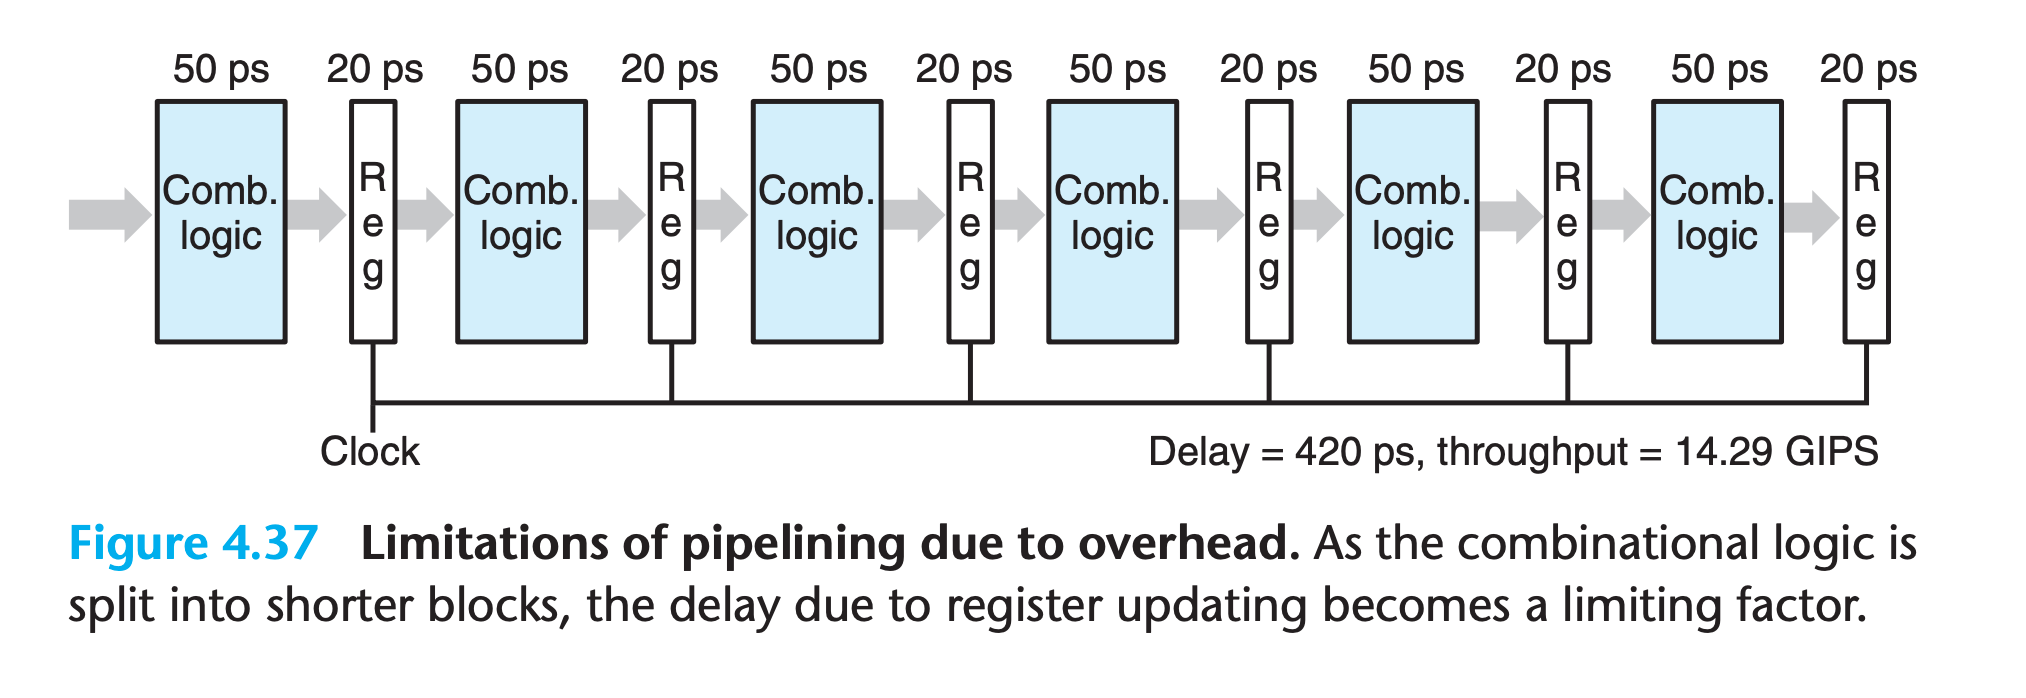 50 ps 20 ps 50 ps 20 ps 50 ps 20 ps 50 ps 20 ps 50 ps 20 ps 50 ps 20 ps
Comb. logic
Reg
Comb. logic
Reg
Comb. logic
Reg
Comb. logic
Reg
Comb. logic
Reg
Comb. logic
Reg
Clock
Delay = 420 ps, throughput = 14.29 GIPS
Figure 4.37 Limitations of pipelining due to overhead. As the combinational logic is
split into shorter blocks, the delay due to register updating becomes a limiting factor.